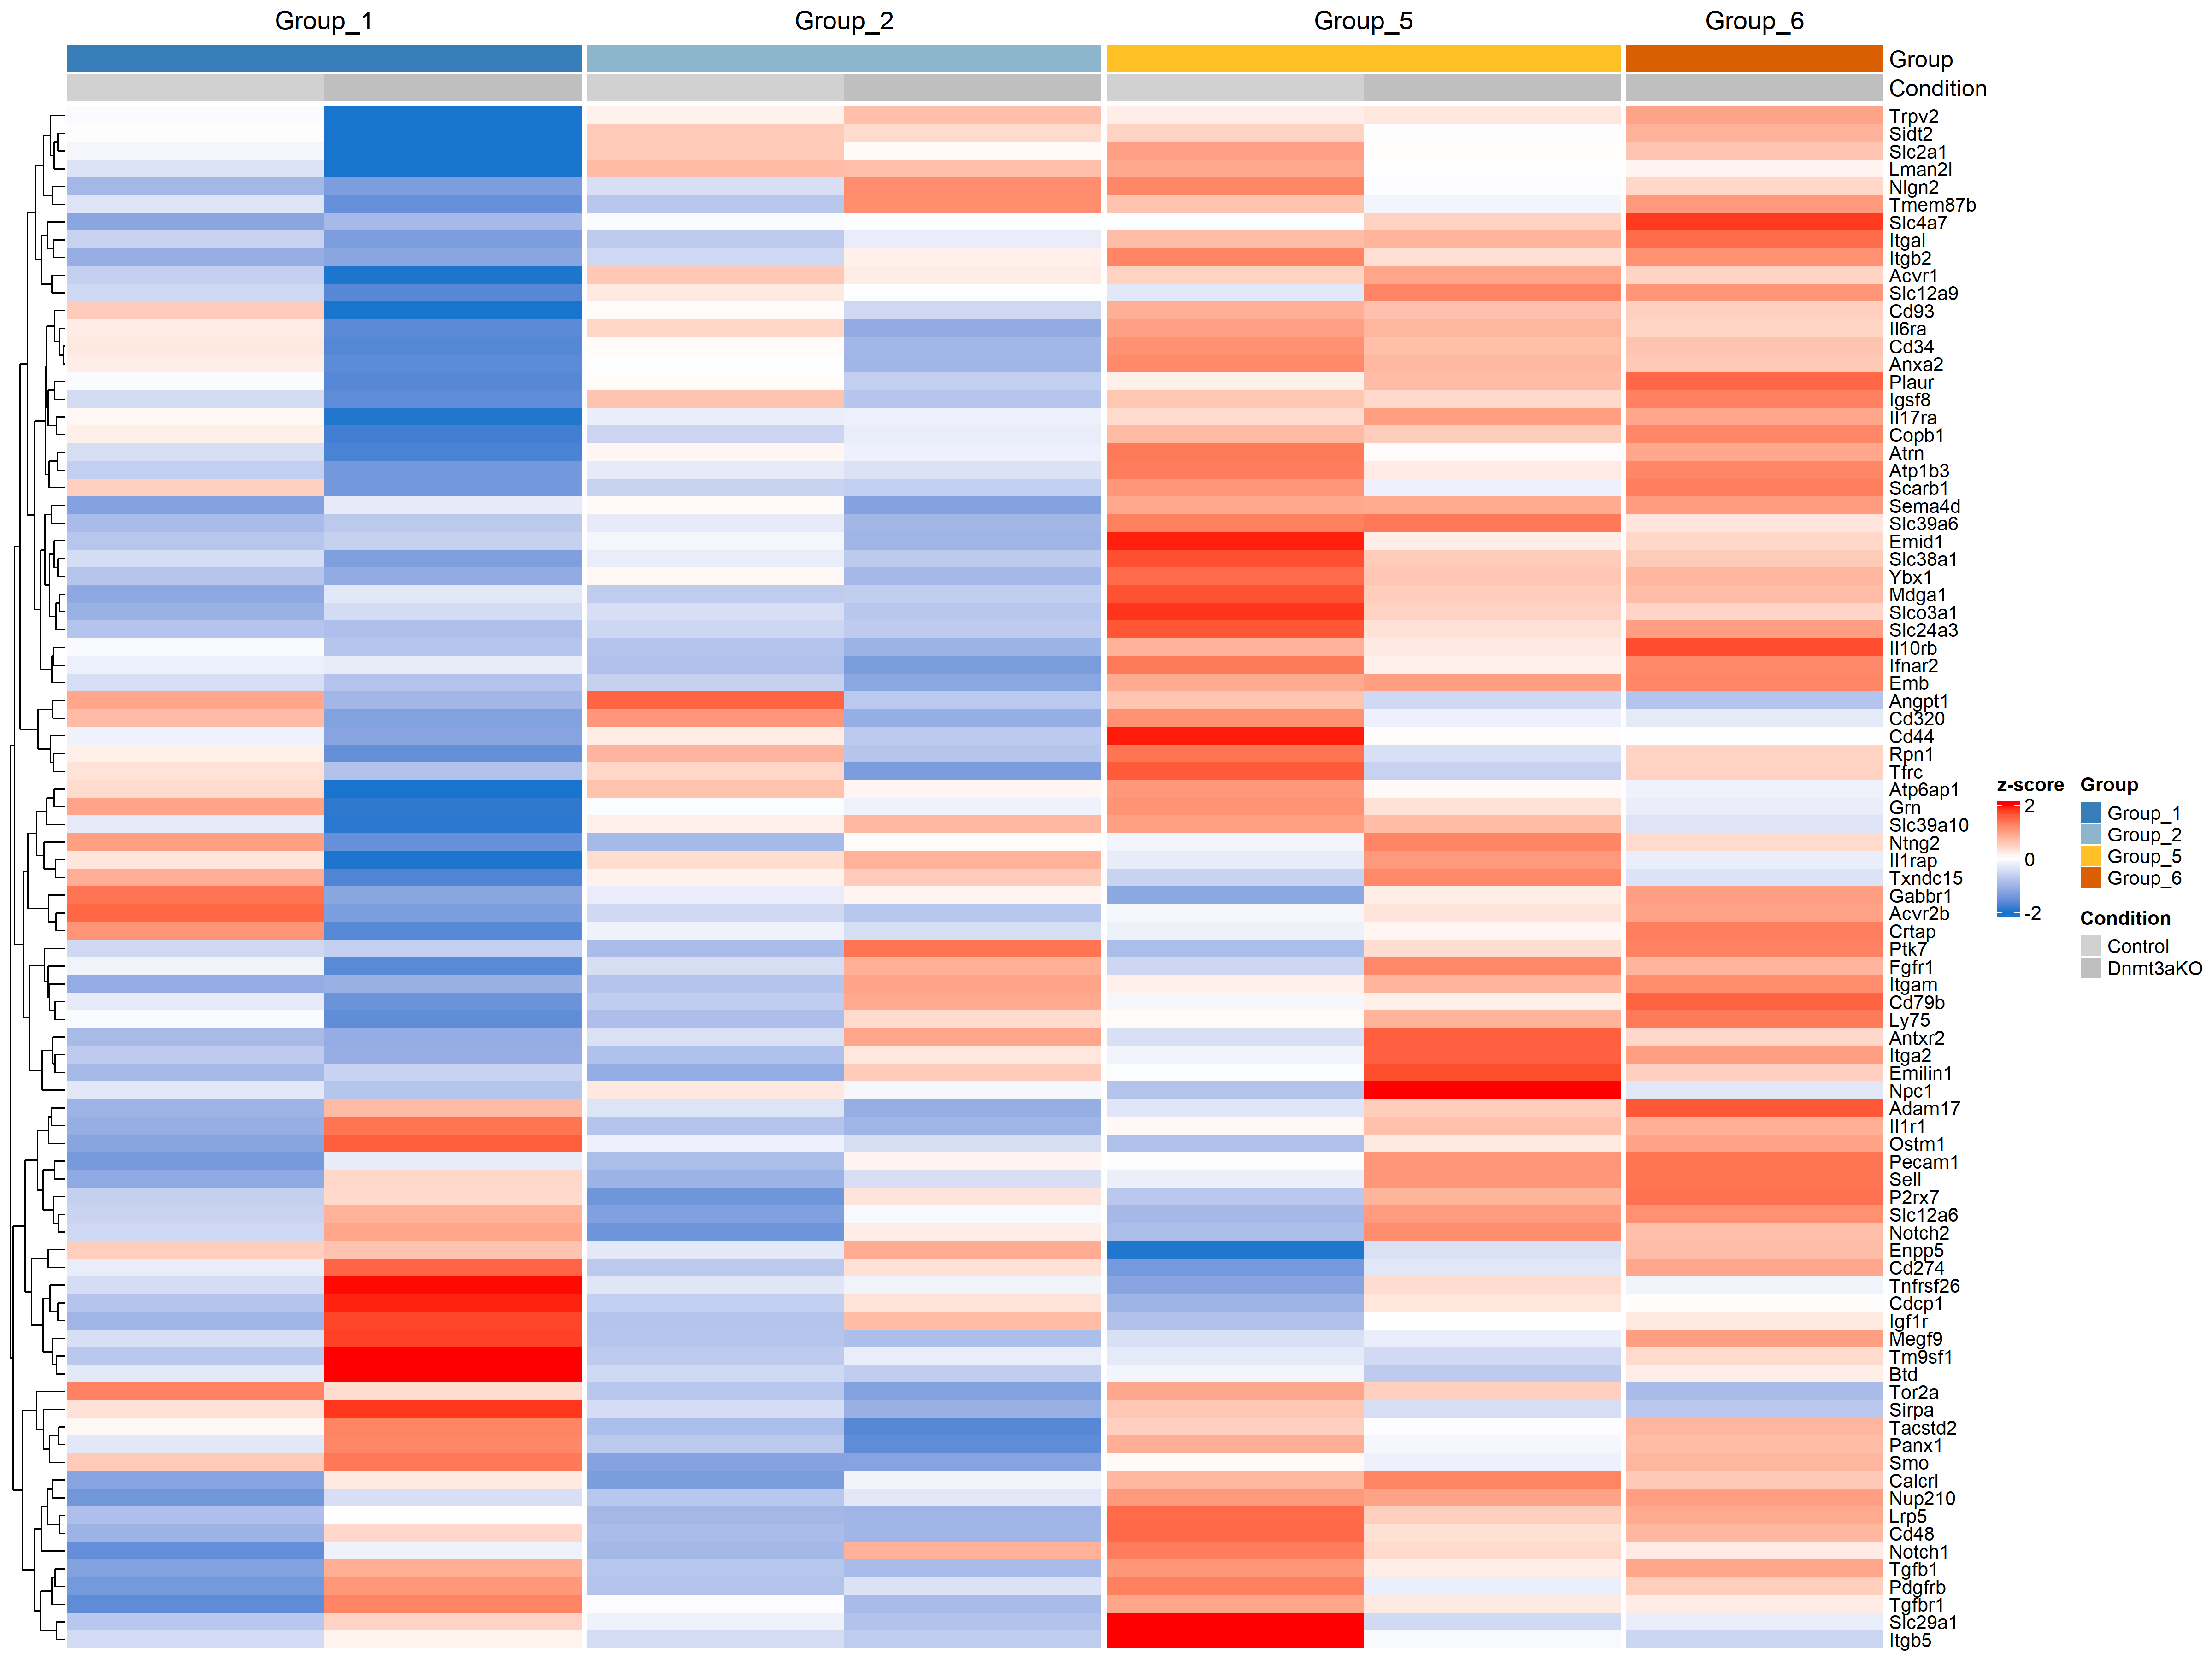 Group_1 Group_2 Group_5 Group_6
Group
Condition
Trpv2
Sidt2
Slc2a1
Lman2l
Nlgn2
Tmem87b
Slc4a7
Itgal
Itgb2
Acvr1
Slc12a9
Cd93
Il6ra
Cd34
Anxa2
Plaur
Igsf8
Il17ra
Copb1
Atrn
Atp1b3
Scarb1
Sema4d
Slc39a6
Emid1
Slc38a1
Ybx1
Mdga1
Slco3a1
Slc24a3
Il10rb
Ifnar2
Emb
Angpt1
Cd320
Cd44
Rpn1
Tfrc
Atp6ap1
Grn
Slc39a10
Ntng2
Il1rap
Txndc15
Gabbr1
Acvr2b
Crtap
Ptk7
Fgfr1
Itgam
Cd79b
Ly75
Antxr2
Itga2
Emilin1
Npc1
Adam17
Il1r1
Ostm1
Pecam1
Sell
P2rx7
Slc12a6
Notch2
Enpp5
Cd274
Tnfrsf26
Cdcp1
Igf1r
Megf9
Tm9sf1
Btd
Tor2a
Sirpa
Tacstd2
Panx1
Smo
Calcrl
Nup210
Lrp5
Cd48
Notch1
Tgfb1
Pdgfrb
Tgfbr1
Slc29a1
Itgb5
z-score
2
0
-2
Group
Group_1
Group_2
Group_5
Group_6
Condition
Control
Dnmt3aKO